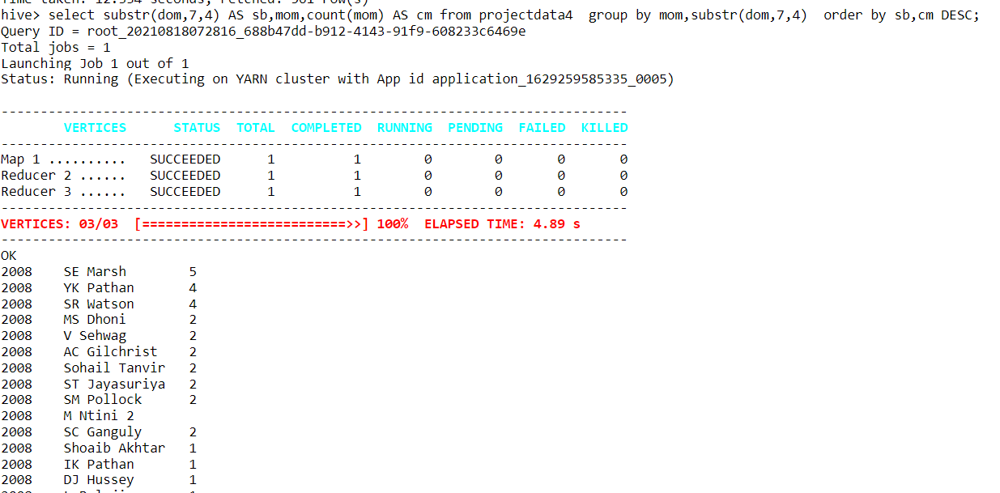 Time taken: 12.554 seconds, Fetched: 501 row(s)
hive> select substr(dom,7,4) AS sb,mom,count(mom) AS cm from projectdata4  group by mom,substr(dom,7,4)  order by sb,cm DESC;
Query ID = root_20210818072816_688b47dd-b912-4143-91f9-608233c6469e
Total jobs = 1
Launching Job 1 out of 1
Status: Running (Executing on YARN cluster with App id application_1629259585335_0005)
--------------------------------------------------------------------------------
VERTICES STATUS TOTAL COMPLETED RUNNING PENDING FAILED KILLED
--------------------------------------------------------------------------------
Map 1 .......... SUCCEEDED 1 1 0 0 0 0
Reducer 2 ...... SUCCEEDED 1 1 0 0 0 0
Reducer 3 ...... SUCCEEDED 1 1 0 0 0 0
--------------------------------------------------------------------------------
VERTICES: 03/03 [==========================>>] 100% ELAPSED TIME: 4.89 s
--------------------------------------------------------------------------------
OK
2008 SE Marsh 5
2008 YK Pathan 4
2008 SR Watson 4
2008 MS Dhoni 2
2008 V Sehwag 2
2008 AC Gilchrist 2
2008 Sohail Tanvir 2
2008 ST Jayasuriya 2
2008 SM Pollock 2
2008 M Ntini 2
2008 SC Ganguly 2
2008 Shoaib Akhtar 1
2008 IK Pathan 1
2008 DJ Hussey 1